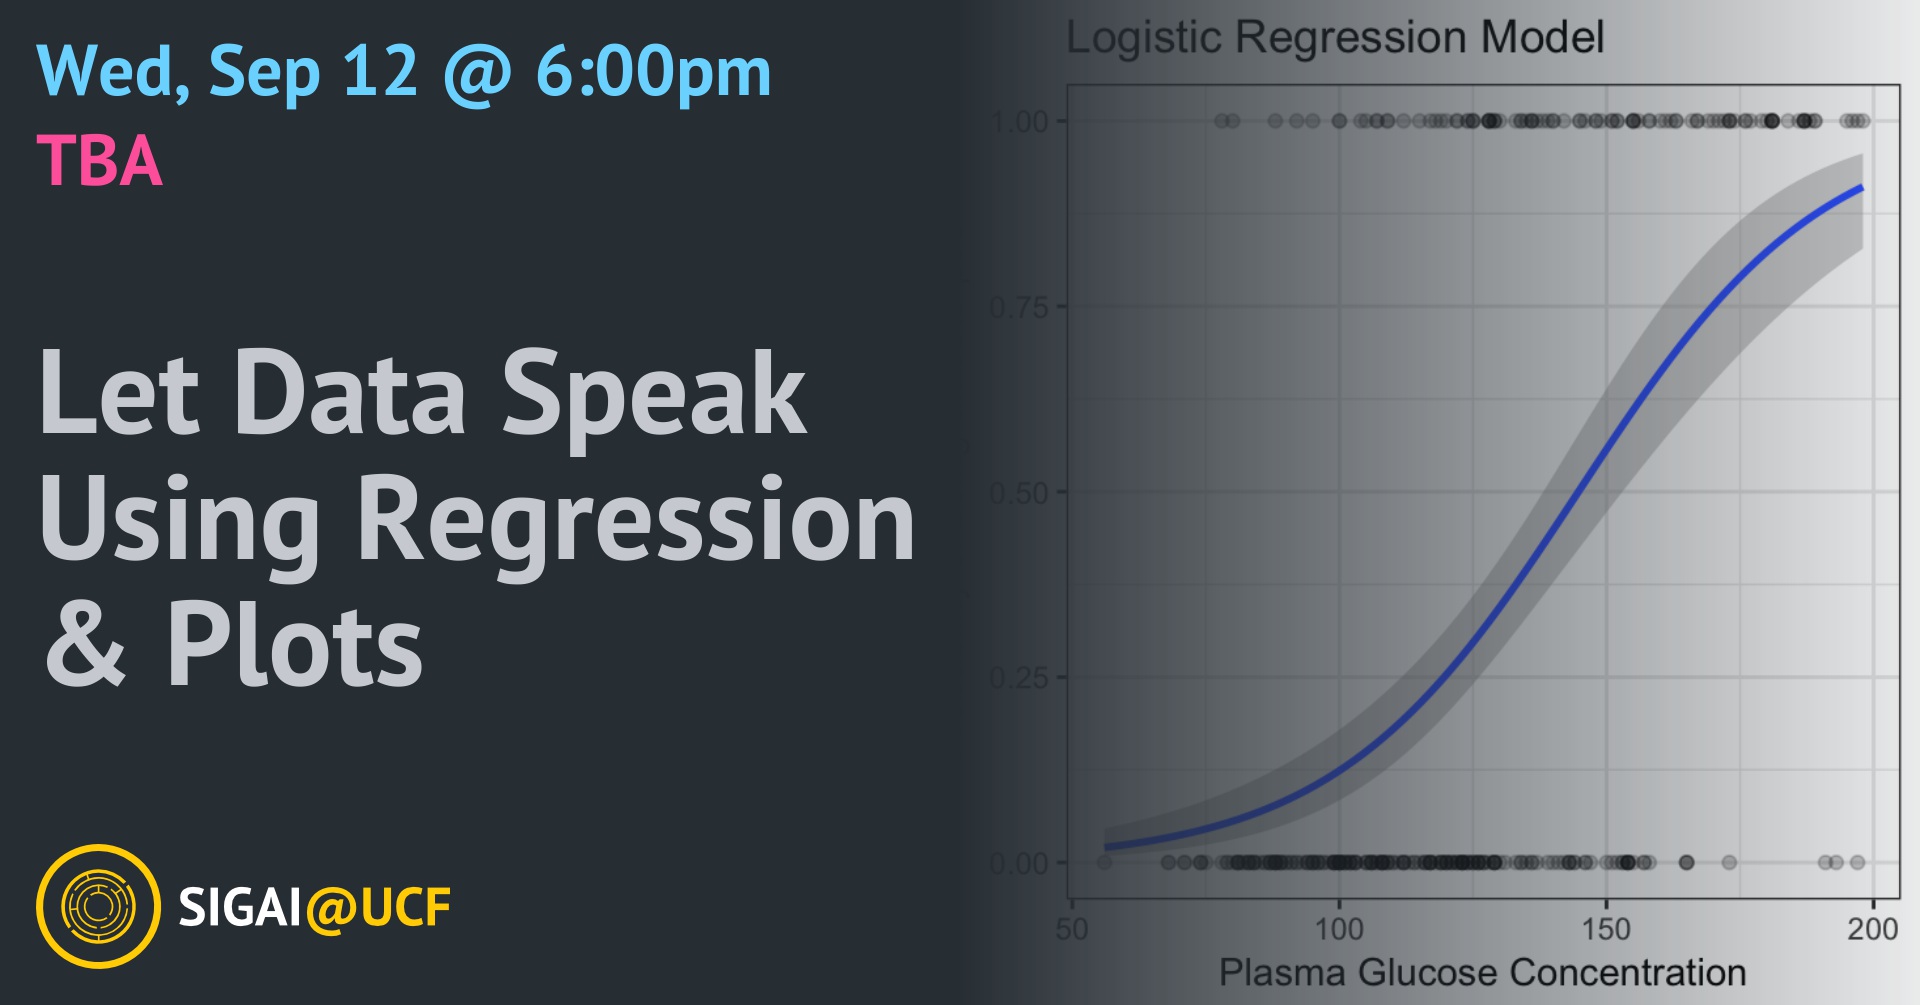 Wed, Sep 12 @ 6:00pm
TBA
Let Data Speak
Using Regression
& Plots
SIGAI@UCF
Logistic Regression Model
1.00
0.75
0.50
0.25
0.00
50 100 150 200
Plasma Glucose Concentration